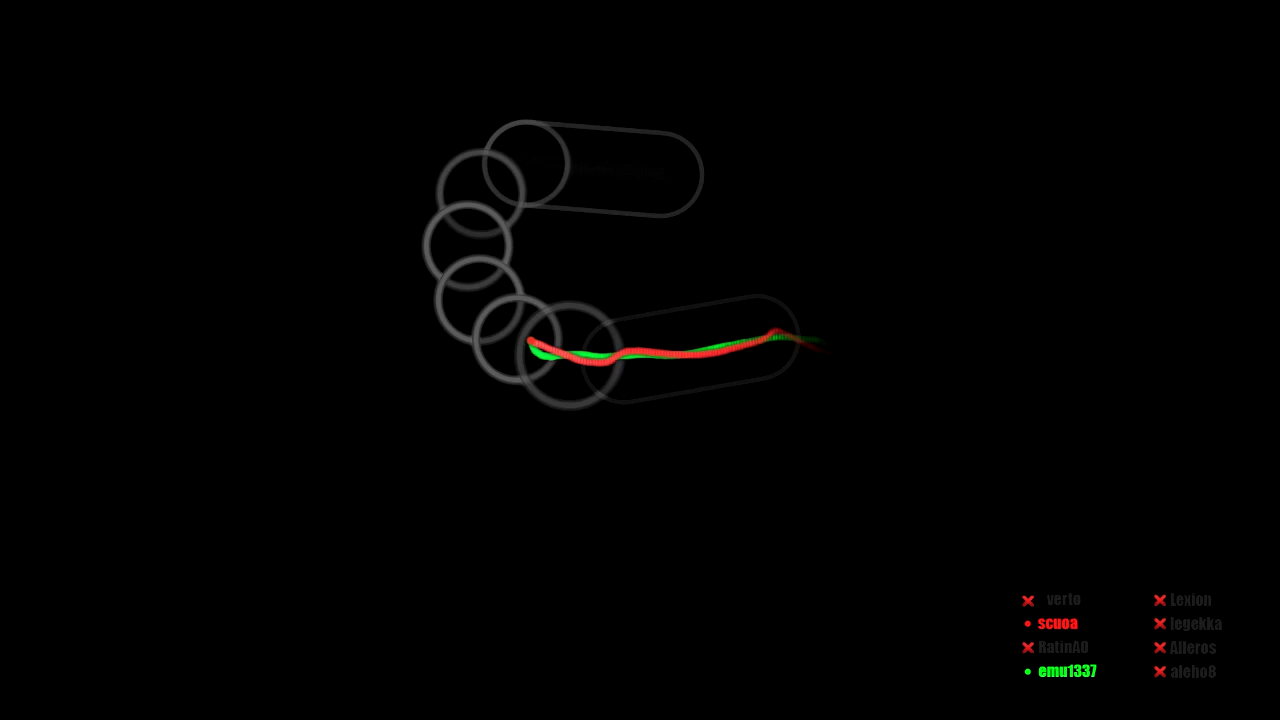 verto
scuoa
RatinA0
emu1337
Lexion
legekka
Alleros
aleho8